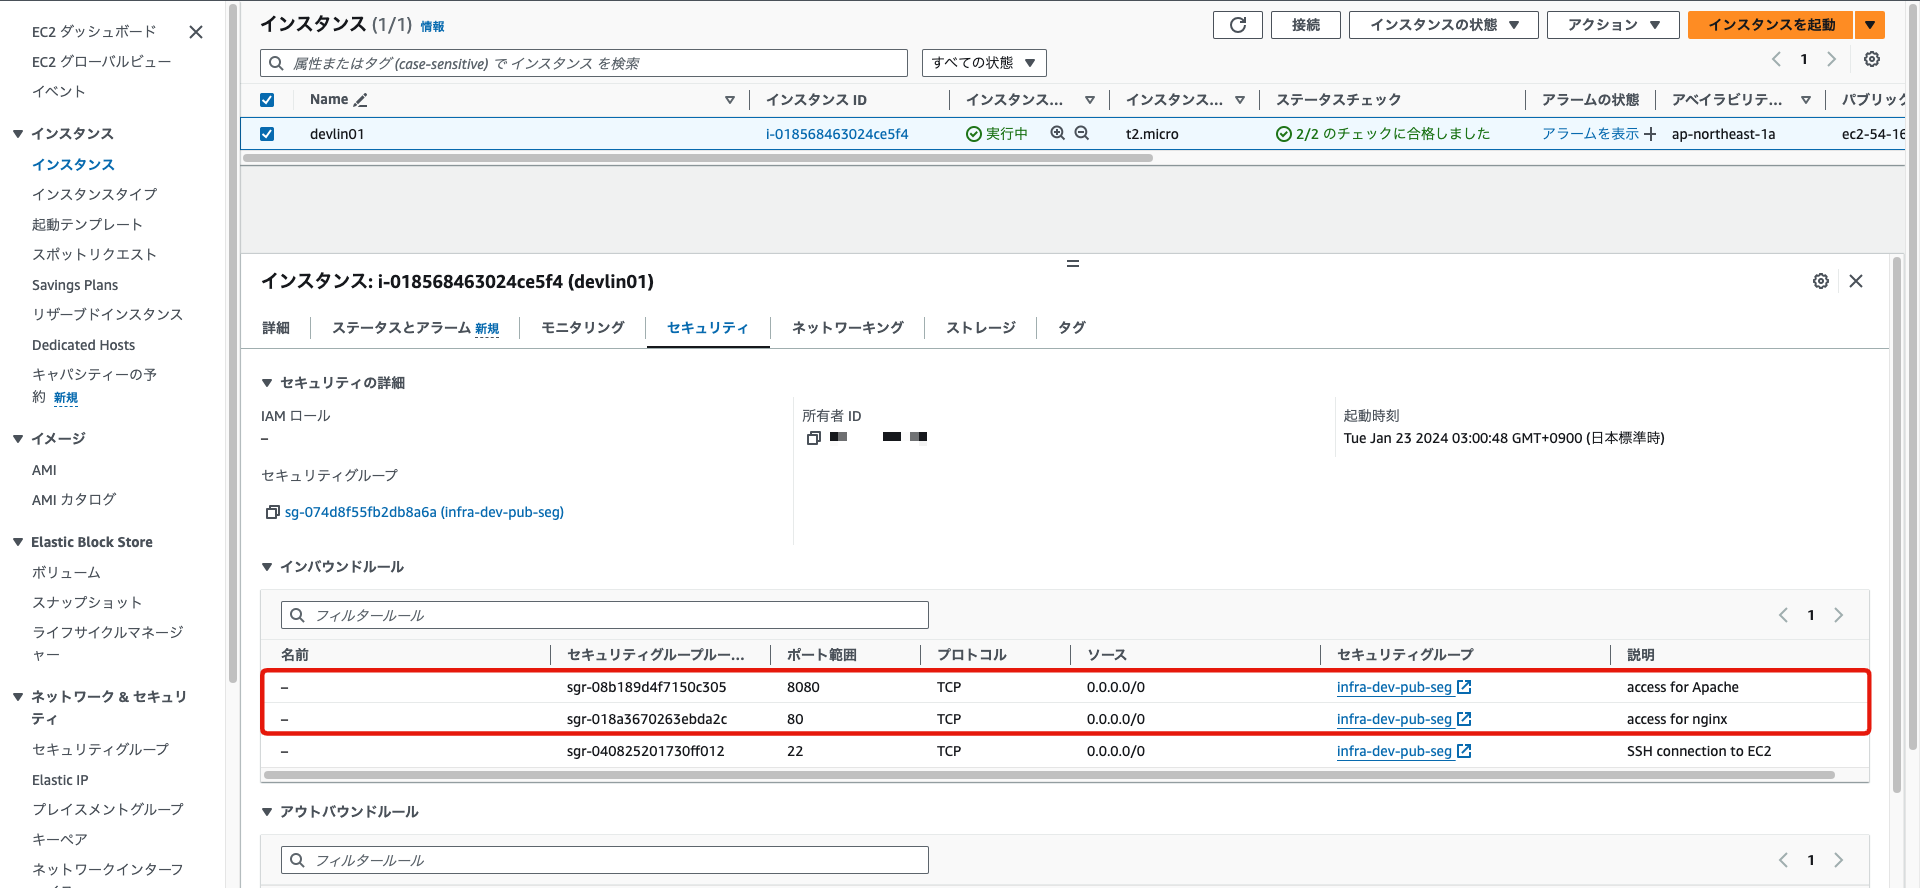 EC2 ダッシュボード
EC2 グローバルビュー
イベント
インスタンス
インスタンス
インスタンスタイプ
起動テンプレート
スポットリクエスト
Savings Plans
リザーブドインスタンス
Dedicated Hosts
キャパシティーの予
約 新規
イメージ
AMI
AMI カタログ
Elastic Block Store
ボリューム
スナップショット
ライフサイクルマネージ
ャー
ネットワーク & セキュリ
ティ
セキュリティグループ
Elastic IP
プレイスメントグループ
キーペア
ネットワークインターフ
インスタンス (1/1) 情報
接続 インスタンスの状態 アクション インスタンスを起動
属性またはタグ (case-sensitive) で インスタンス を検索 すべての状態 1
Name インスタンス ID インスタンス... インスタンス... ステータスチェック アラームの状態 アベイラビリテ... パブリック
devlin01 i-018568463024ce5f4 実行中 t2.micro 2/2 のチェックに合格しました アラームを表示 ap-northeast-1a ec2-54-16
インスタンス: i-018568463024ce5f4 (devlin01)
詳細 ステータスとアラーム 新規 モニタリング セキュリティ ネットワーキング ストレージ タグ
セキュリティの詳細
IAM ロール
–
所有者 ID
起動時刻
Tue Jan 23 2024 03:00:48 GMT+0900 (日本標準時)
セキュリティグループ
sg-074d8f55fb2db8a6a (infra-dev-pub-seg)
インバウンドルール
フィルタールール 1
名前 セキュリティグループルー... ポート範囲 プロトコル ソース セキュリティグループ 説明
– sgr-08b189d4f7150c305 8080 TCP 0.0.0.0/0 infra-dev-pub-seg access for Apache
– sgr-018a3670263ebda2c 80 TCP 0.0.0.0/0 infra-dev-pub-seg access for nginx
– sgr-040825201730ff012 22 TCP 0.0.0.0/0 infra-dev-pub-seg SSH connection to EC2
アウトバウンドルール
フィルタールール 1